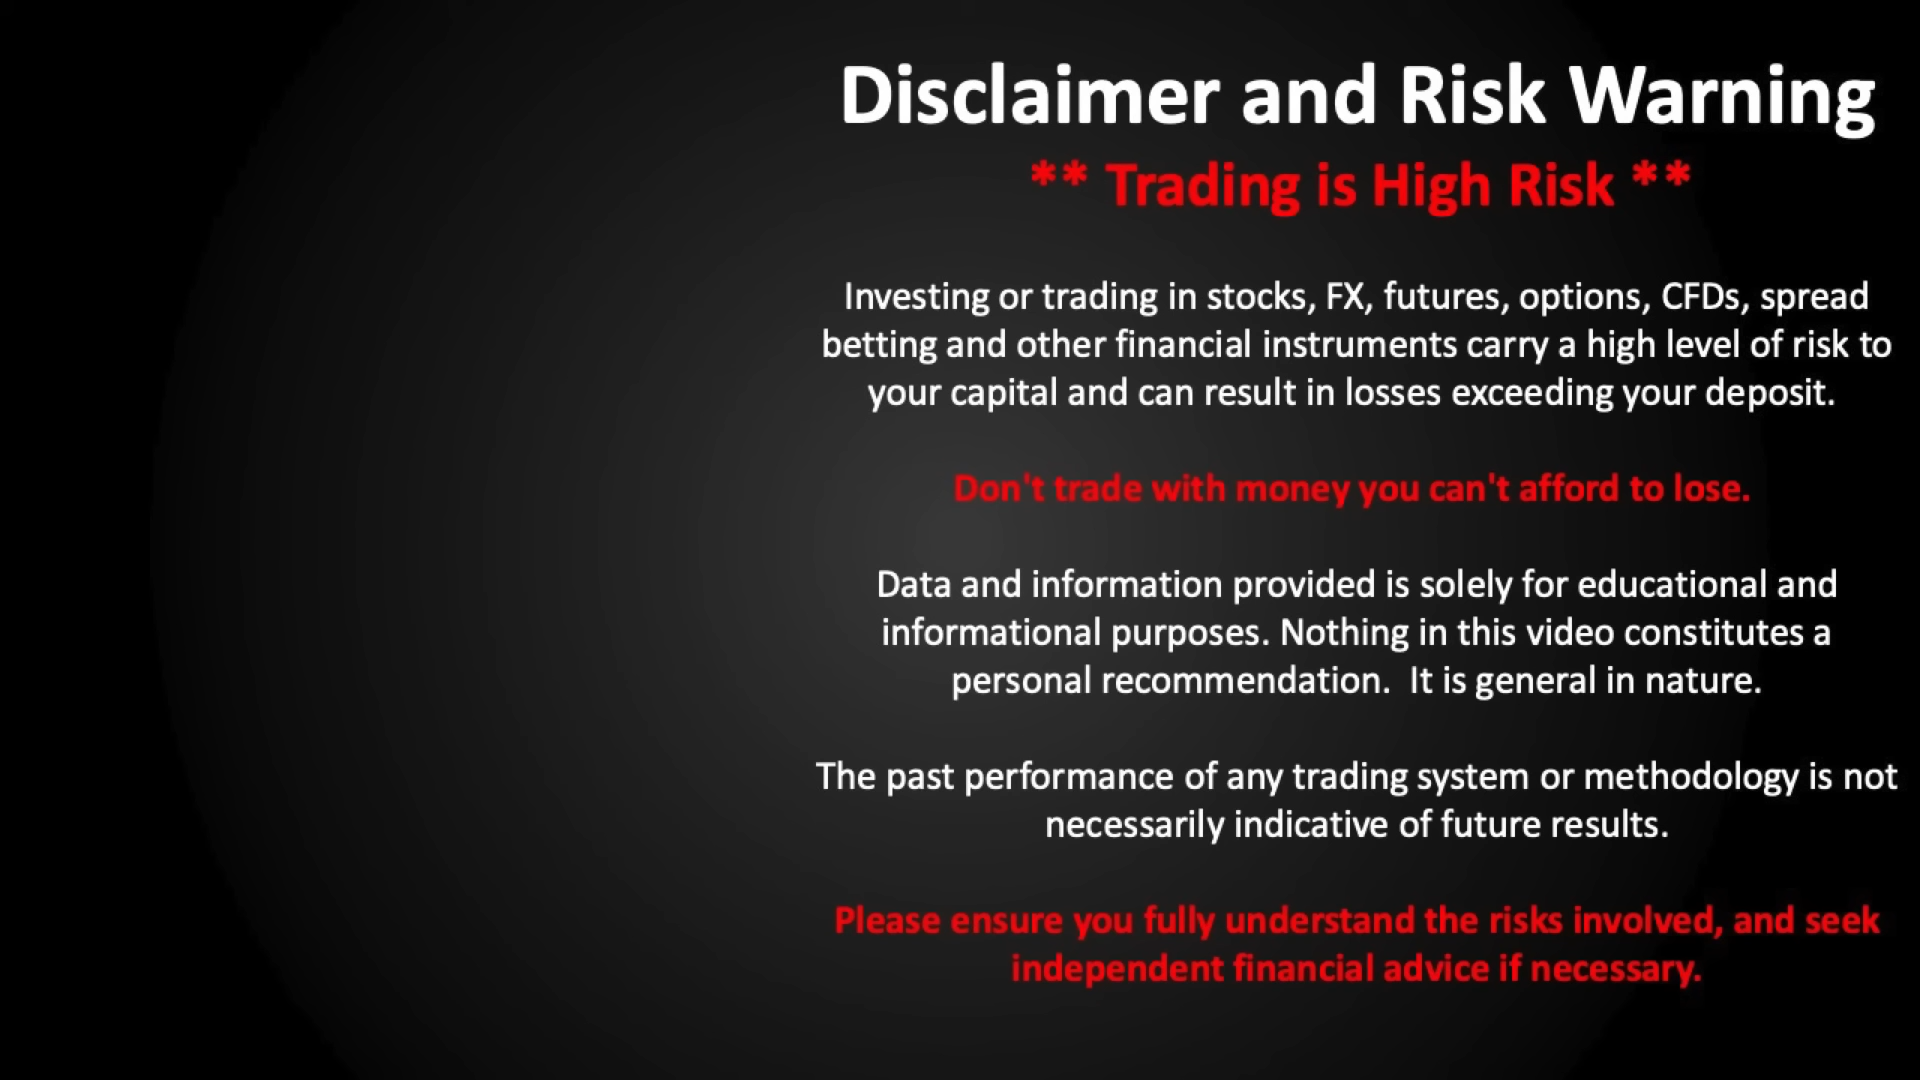 Disclaimer and Risk Warning
** Trading is High Risk **
Investing or trading in stocks, FX, futures, options, CFDs, spread
betting and other financial instruments carry a high level of risk to
your capital and can result in losses exceeding your deposit.
Don't trade with money you can't afford to lose.
Data and information provided is solely for educational and
informational purposes. Nothing in this video constitutes a
personal recommendation.  It is general in nature.
The past performance of any trading system or methodology is not
necessarily indicative of future results.
Please ensure you fully understand the risks involved, and seek
independent financial advice if necessary.